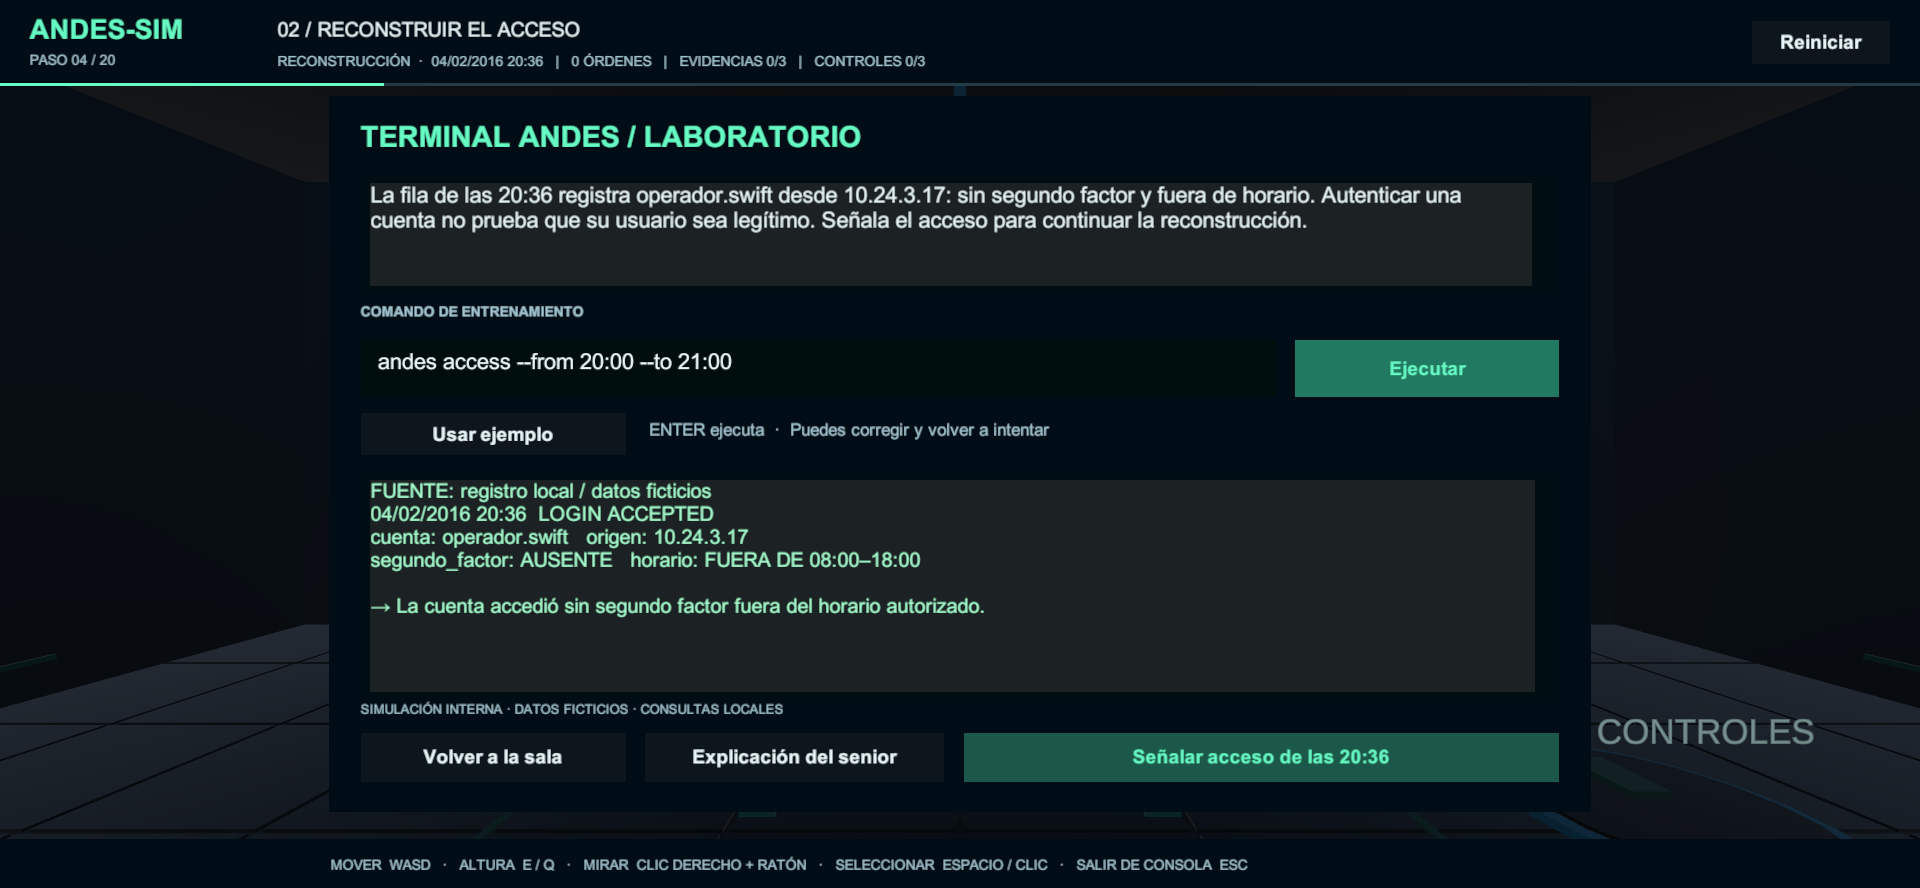 ANDES-SIM
PASO 04 / 20
02 / RECONSTRUIR EL ACCESO
RECONSTRUCCIÓN · 04/02/2016 20:36 | 0 ÓRDENES | EVIDENCIAS 0/3 | CONTROLES 0/3
Reiniciar
TERMINAL ANDES / LABORATORIO
La fila de las 20:36 registra operador.swift desde 10.24.3.17: sin segundo factor y fuera de horario. Autenticar una
cuenta no prueba que su usuario sea legítimo. Señala el acceso para continuar la reconstrucción.
COMANDO DE ENTRENAMIENTO
andes access --from 20:00 --to 21:00
Ejecutar
Usar ejemplo
ENTER ejecuta · Puedes corregir y volver a intentar
FUENTE: registro local / datos ficticios
04/02/2016 20:36 LOGIN ACCEPTED
cuenta: operador.swift origen: 10.24.3.17
segundo_factor: AUSENTE horario: FUERA DE 08:00–18:00
→ La cuenta accedió sin segundo factor fuera del horario autorizado.
SIMULACIÓN INTERNA · DATOS FICTICIOS · CONSULTAS LOCALES
Volver a la sala
Explicación del senior
Señalar acceso de las 20:36
CONTROLES
MOVER WASD · ALTURA E / Q · MIRAR CLIC DERECHO + RATÓN · SELECCIONAR ESPACIO / CLIC · SALIR DE CONSOLA ESC